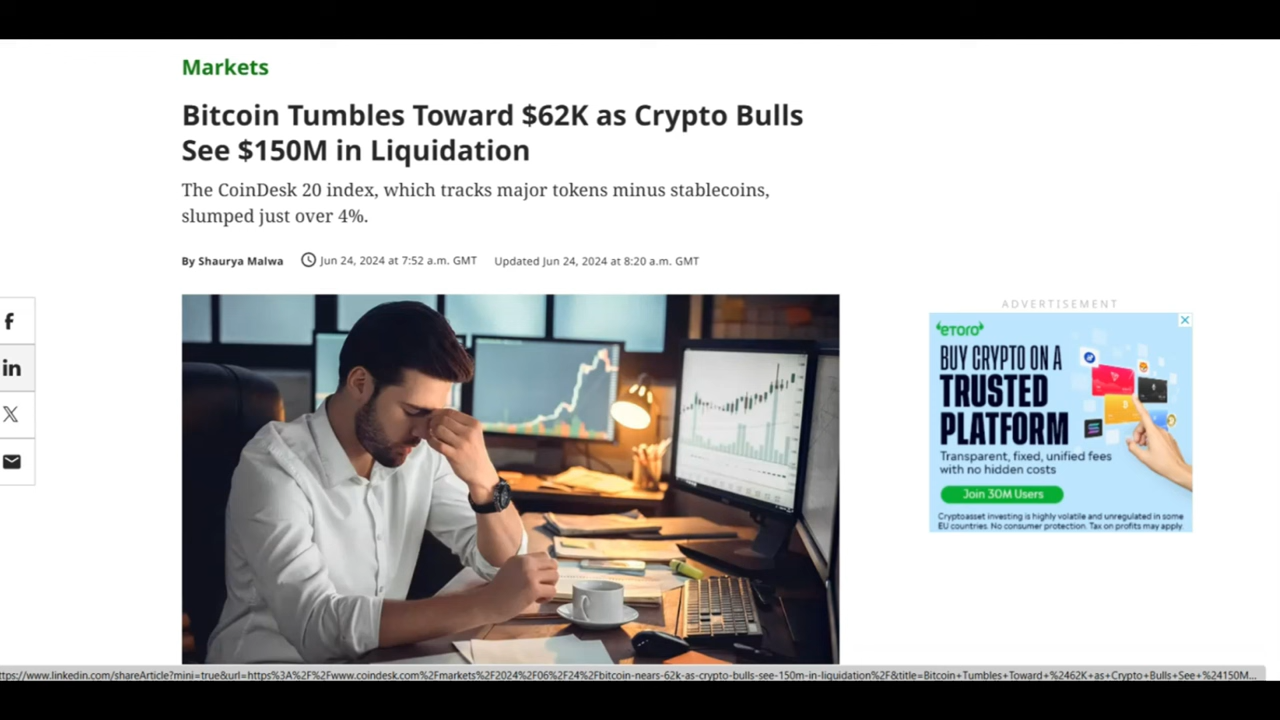 Markets
Bitcoin Tumbles Toward $62K as Crypto Bulls
See $150M in Liquidation
The CoinDesk 20 index, which tracks major tokens minus stablecoins,
slumped just over 4%.
By Shaurya Malwa Jun 24, 2024 at 7:52 a.m. GMT Updated Jun 24, 2024 at 8:20 a.m. GMT
f
in
X
ADVERTISEMENT
eToro
BUY CRYPTO ON A
TRUSTED
PLATFORM
Transparent, fixed, unified fees
with no hidden costs
Join 30M Users
Cryptoasset investing is highly volatile and unregulated in some
EU countries. No consumer protection. Tax on profits may apply.
ttps://www.linkedin.com/shareArticle?mini=true&url=https%3A%2F%2Fwww.coindesk.com%2Fmarkets%2F2024%2F06%2F24%2Fbitcoin-nears-62k-as-crypto-bulls-see-150m-in-liquidation%2F&title=Bitcoin+Tumbles+Toward+%2462K+as+Crypto+Bulls+See+%24150M...